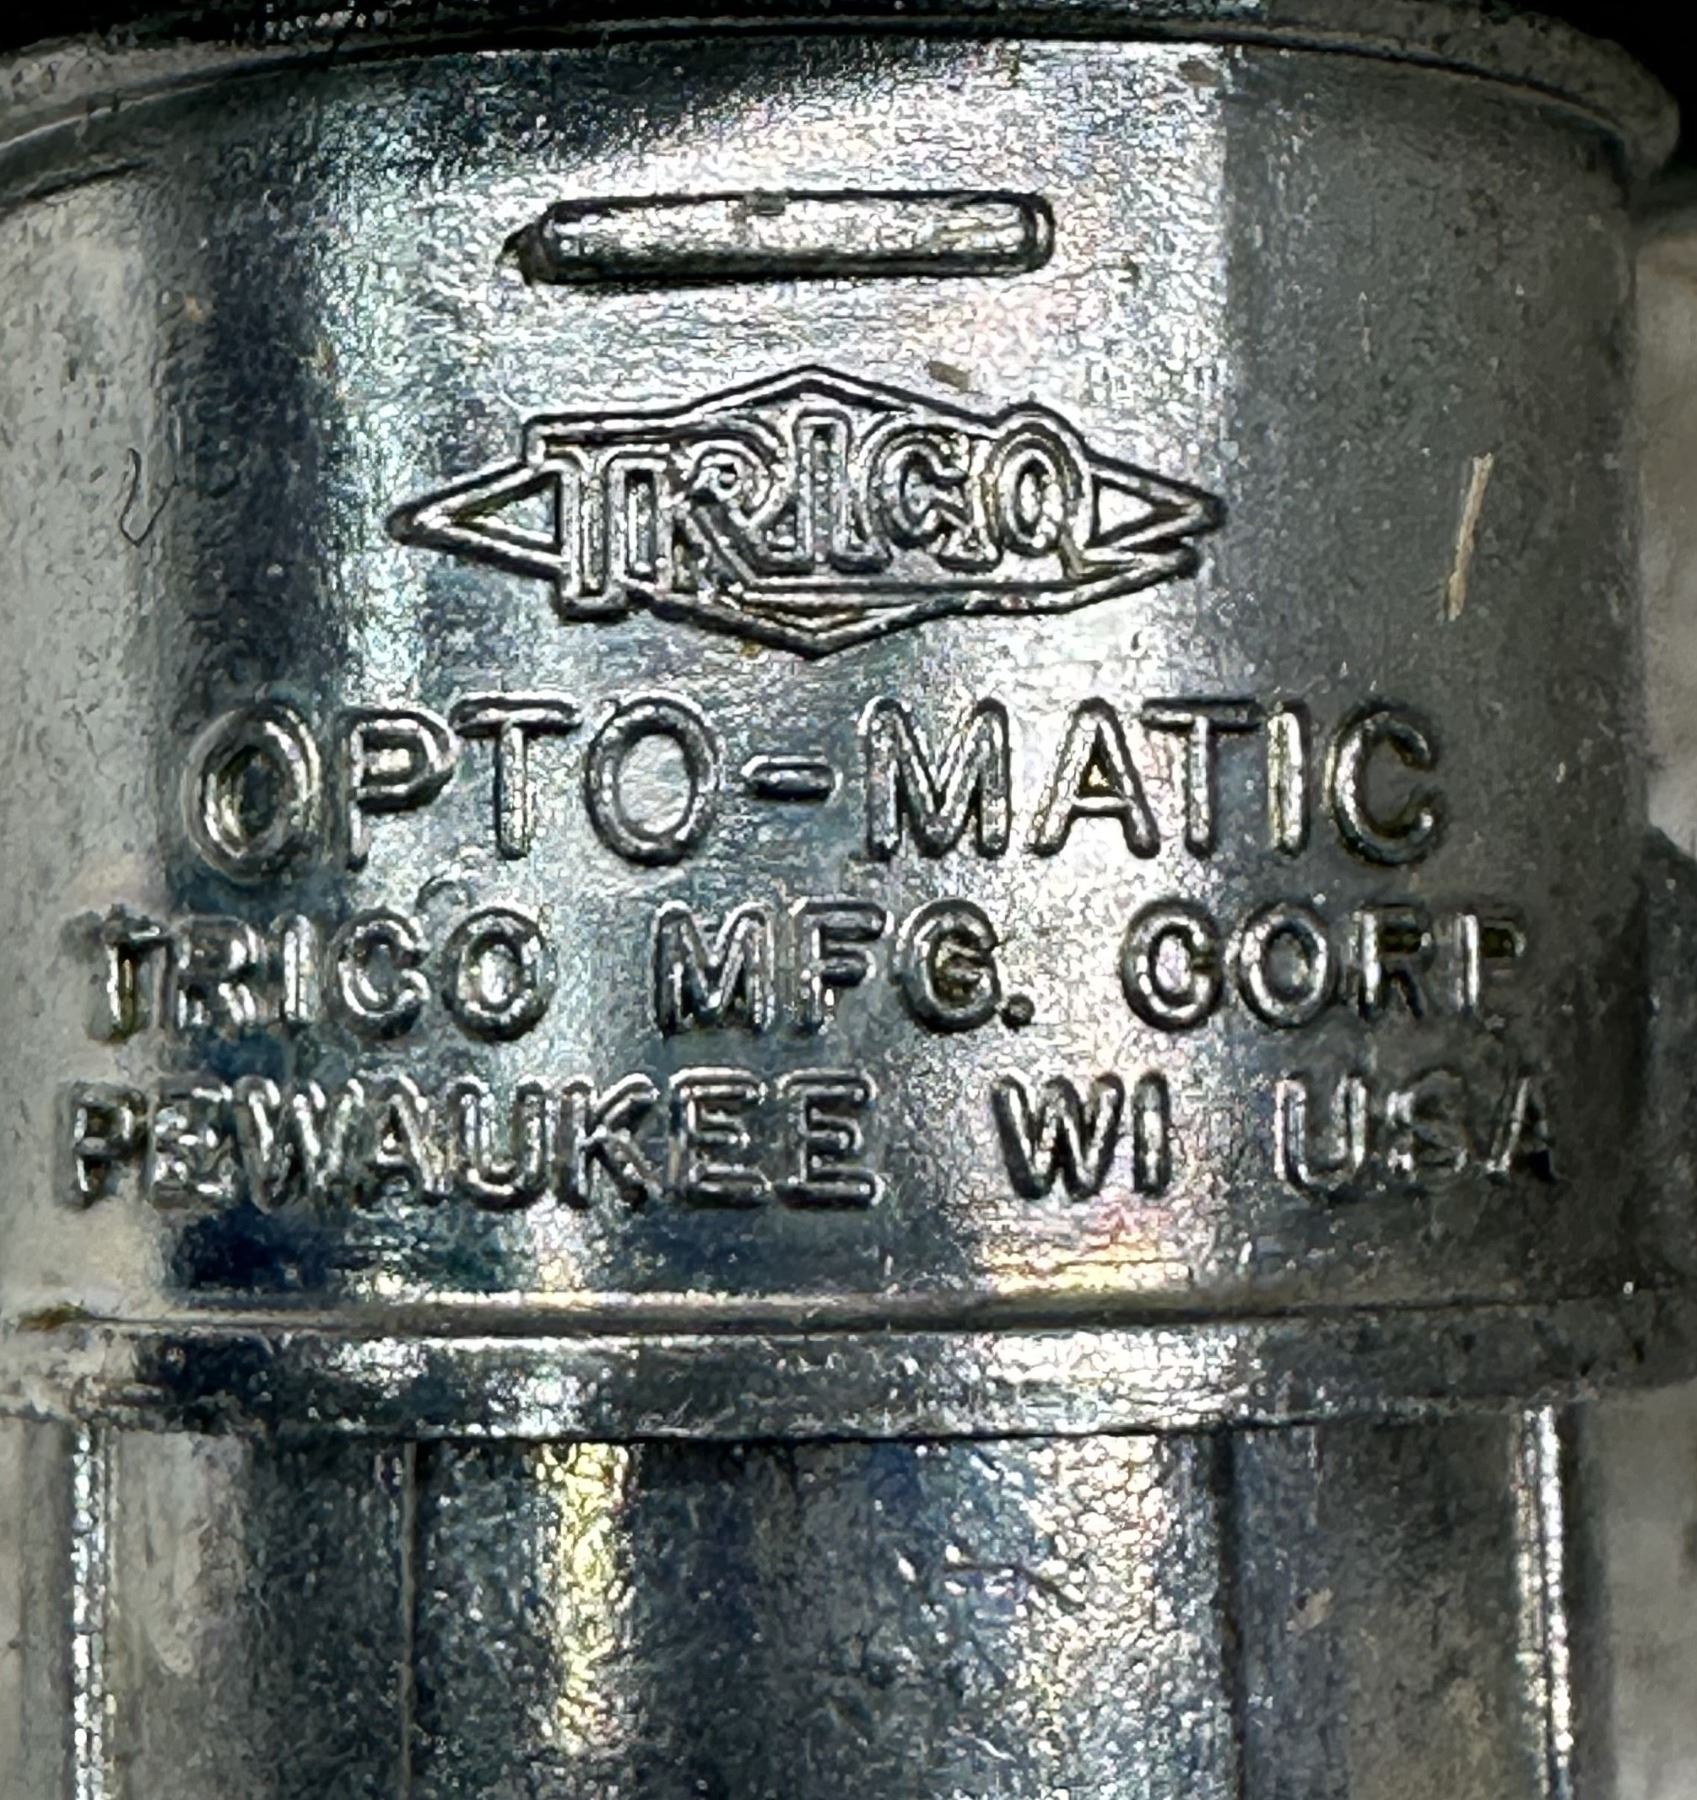 TRICO
OPTO-MATIC
TRICO MFG. CORP
PEWAUKEE WI USA